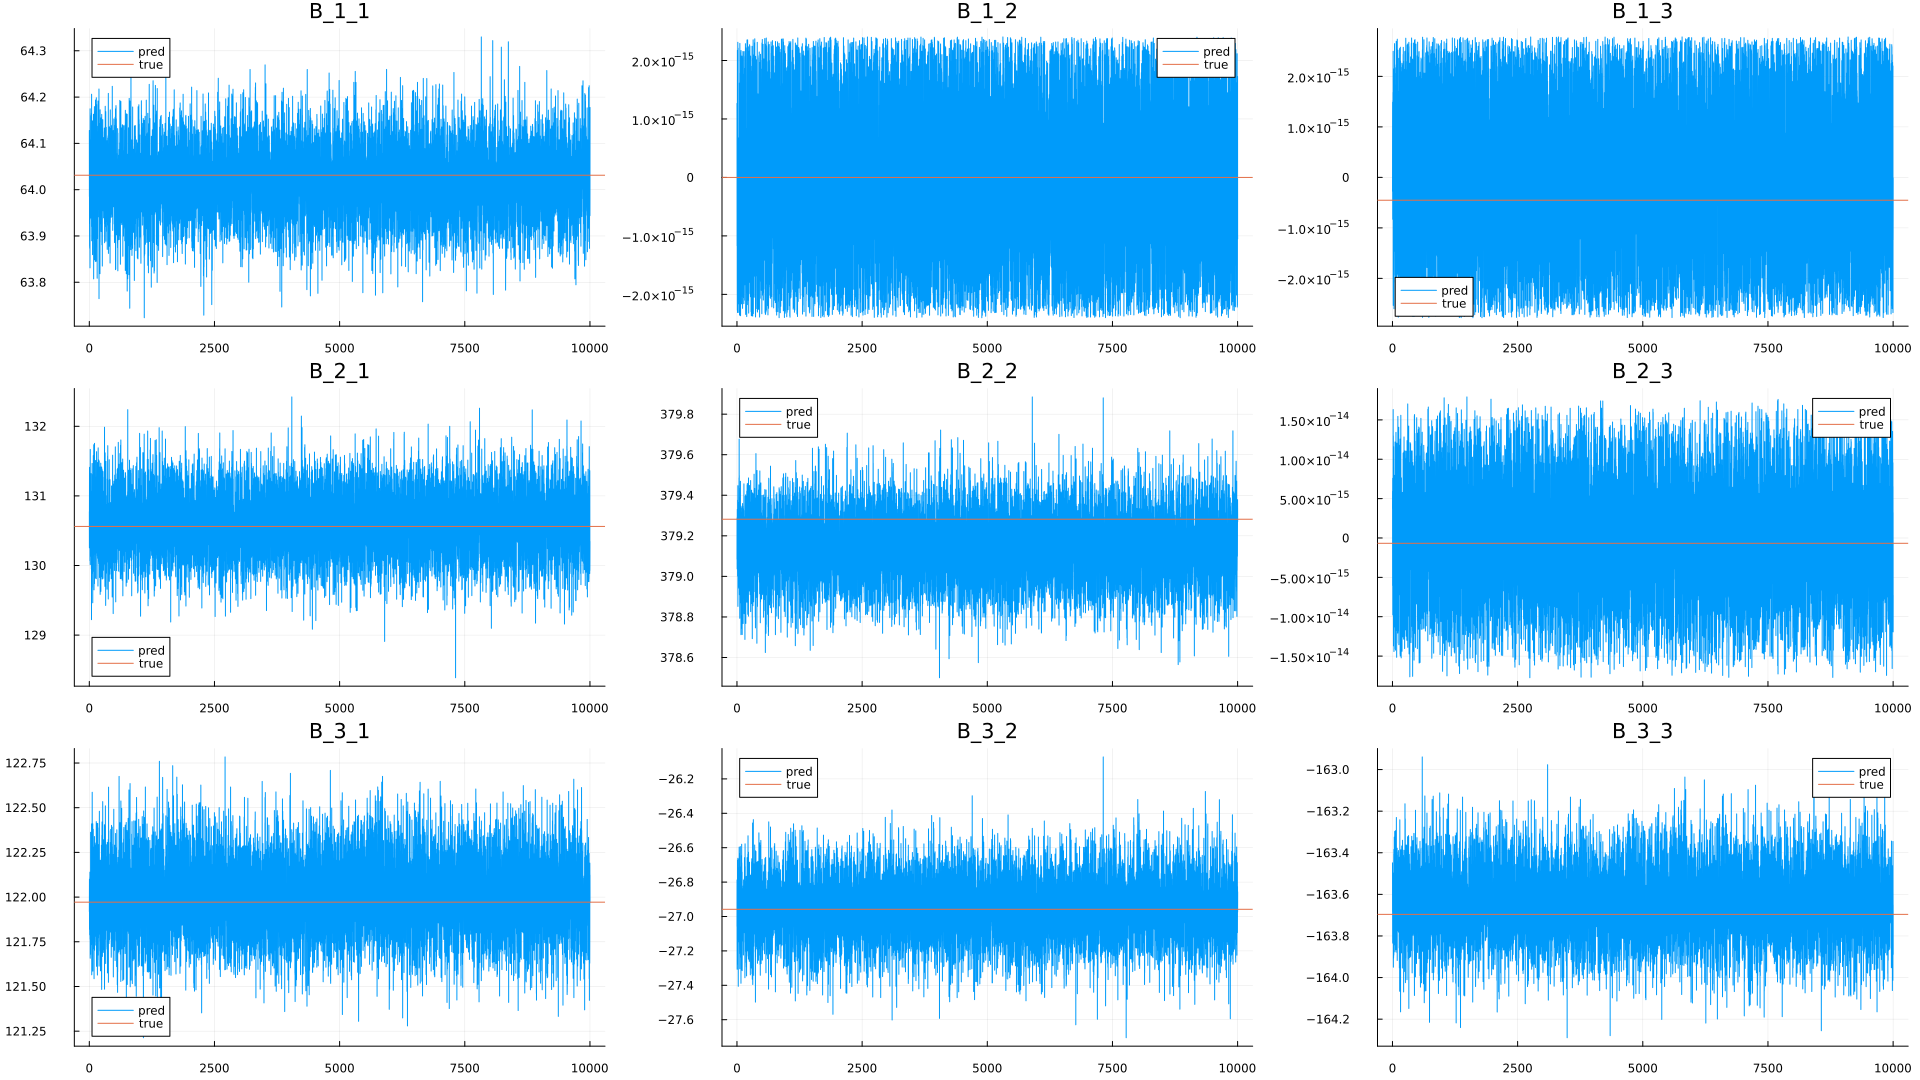 B_1_1
64.3
64.2
64.1
64.0
63.9
63.8
pred
true
0 2500 5000 7500 10000
B_1_2
2.0×10⁻¹⁵
1.0×10⁻¹⁵
0
−1.0×10⁻¹⁵
−2.0×10⁻¹⁵
pred
true
0 2500 5000 7500 10000
B_1_3
2.0×10⁻¹⁵
1.0×10⁻¹⁵
0
−1.0×10⁻¹⁵
−2.0×10⁻¹⁵
pred
true
0 2500 5000 7500 10000
B_2_1
132
131
130
129
pred
true
0 2500 5000 7500 10000
B_2_2
379.8
379.6
379.4
379.2
379.0
378.8
378.6
pred
true
0 2500 5000 7500 10000
B_2_3
1.50×10⁻¹⁴
1.00×10⁻¹⁴
5.00×10⁻¹⁵
0
−5.00×10⁻¹⁵
−1.00×10⁻¹⁴
−1.50×10⁻¹⁴
pred
true
0 2500 5000 7500 10000
B_3_1
122.75
122.50
122.25
122.00
121.75
121.50
121.25
pred
true
0 2500 5000 7500 10000
B_3_2
−26.2
−26.4
−26.6
−26.8
−27.0
−27.2
−27.4
−27.6
pred
true
0 2500 5000 7500 10000
B_3_3
−163.0
−163.2
−163.4
−163.6
−163.8
−164.0
−164.2
pred
true
0 2500 5000 7500 10000